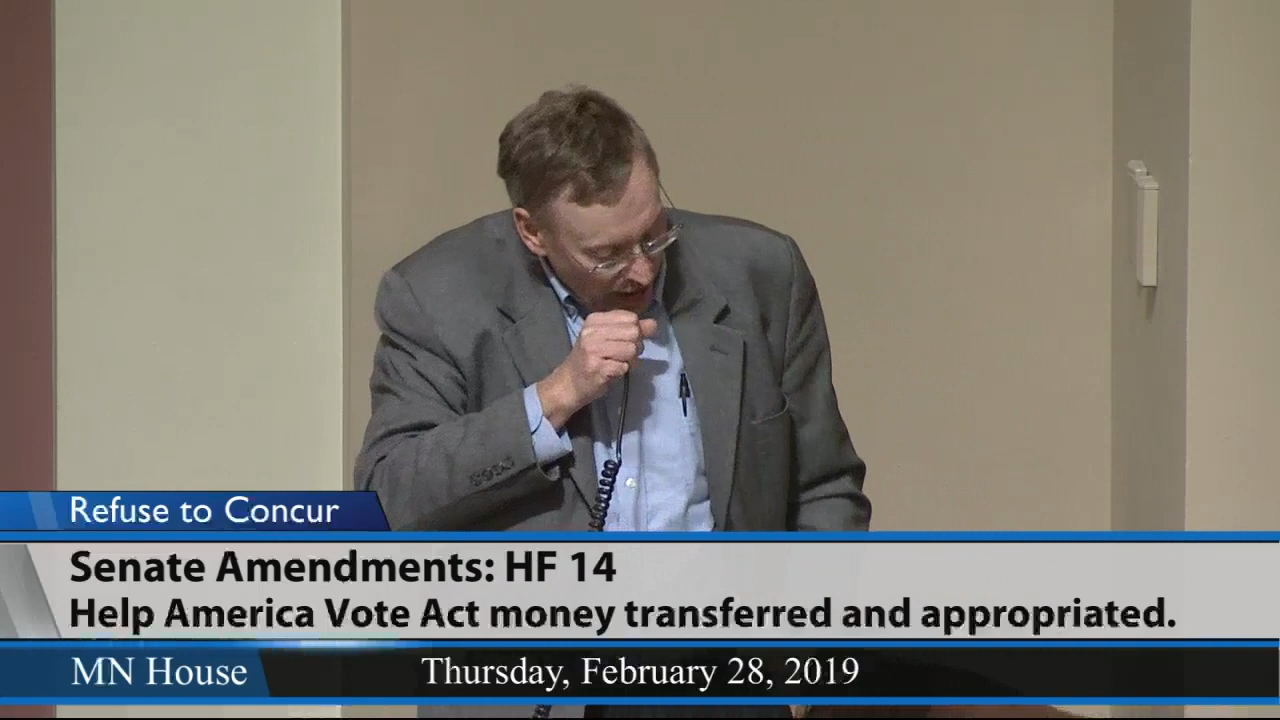 Refuse to Concur
Senate Amendments: HF 14
Help America Vote Act money transferred and appropriated.
MN House
Thursday, February 28, 2019